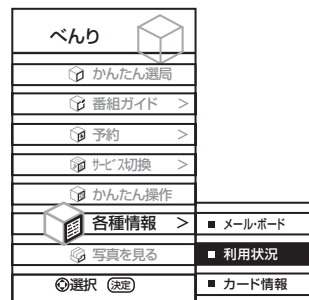 べんり
かんたん選局
番組ガイド >
予約 >
サービス切換 >
かんたん操作
各種情報 >
写真を見る
選択 決定
■ メール・ボード
■ 利用状況
■ カード情報